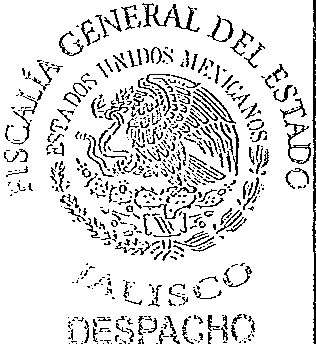 FISCALÍA GENERAL DEL ESTADO
ESTADOS UNIDOS MEXICANOS
JALISCO
DESPACHO